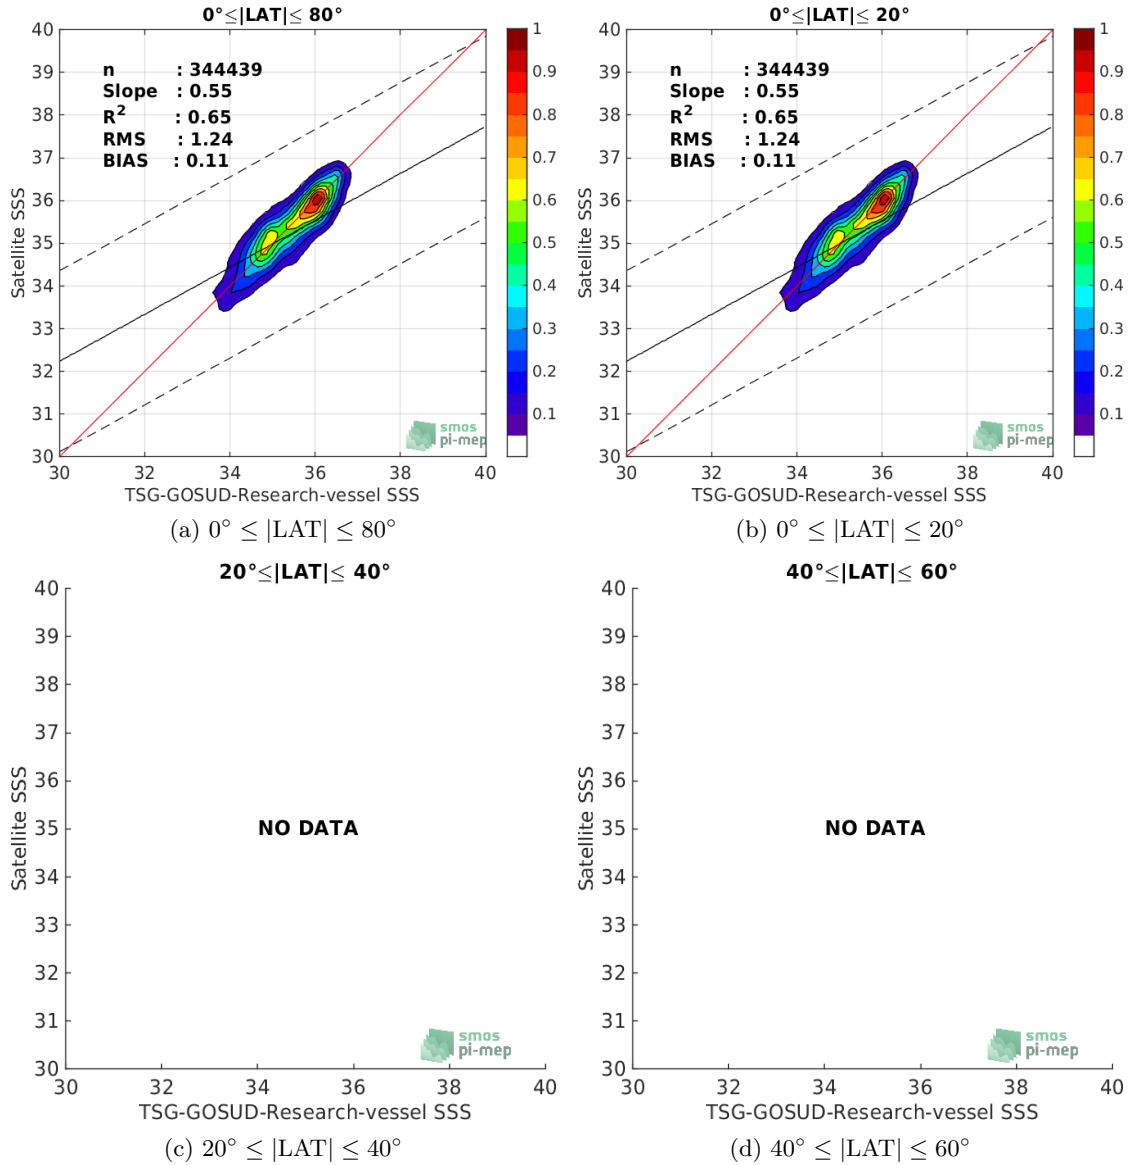 0°≤|LAT|≤ 80°
40
39
38
37
36
35
34
33
32
31
30
Satellite SSS
n : 344439
Slope : 0.55
R² : 0.65
RMS : 1.24
BIAS : 0.11
smos
pi-mep
30 32 34 36 38 40
TSG-GOSUD-Research-vessel SSS
1
0.9
0.8
0.7
0.6
0.5
0.4
0.3
0.2
0.1
(a) 0° ≤ |LAT| ≤ 80°
0°≤|LAT|≤ 20°
40
39
38
37
36
35
34
33
32
31
30
Satellite SSS
n : 344439
Slope : 0.55
R² : 0.65
RMS : 1.24
BIAS : 0.11
smos
pi-mep
30 32 34 36 38 40
TSG-GOSUD-Research-vessel SSS
1
0.9
0.8
0.7
0.6
0.5
0.4
0.3
0.2
0.1
(b) 0° ≤ |LAT| ≤ 20°
20°≤|LAT|≤ 40°
40
39
38
37
36
35
34
33
32
31
30
Satellite SSS
NO DATA
smos
pi-mep
30 32 34 36 38 40
TSG-GOSUD-Research-vessel SSS
(c) 20° ≤ |LAT| ≤ 40°
40°≤|LAT|≤ 60°
40
39
38
37
36
35
34
33
32
31
30
Satellite SSS
NO DATA
smos
pi-mep
30 32 34 36 38 40
TSG-GOSUD-Research-vessel SSS
(d) 40° ≤ |LAT| ≤ 60°